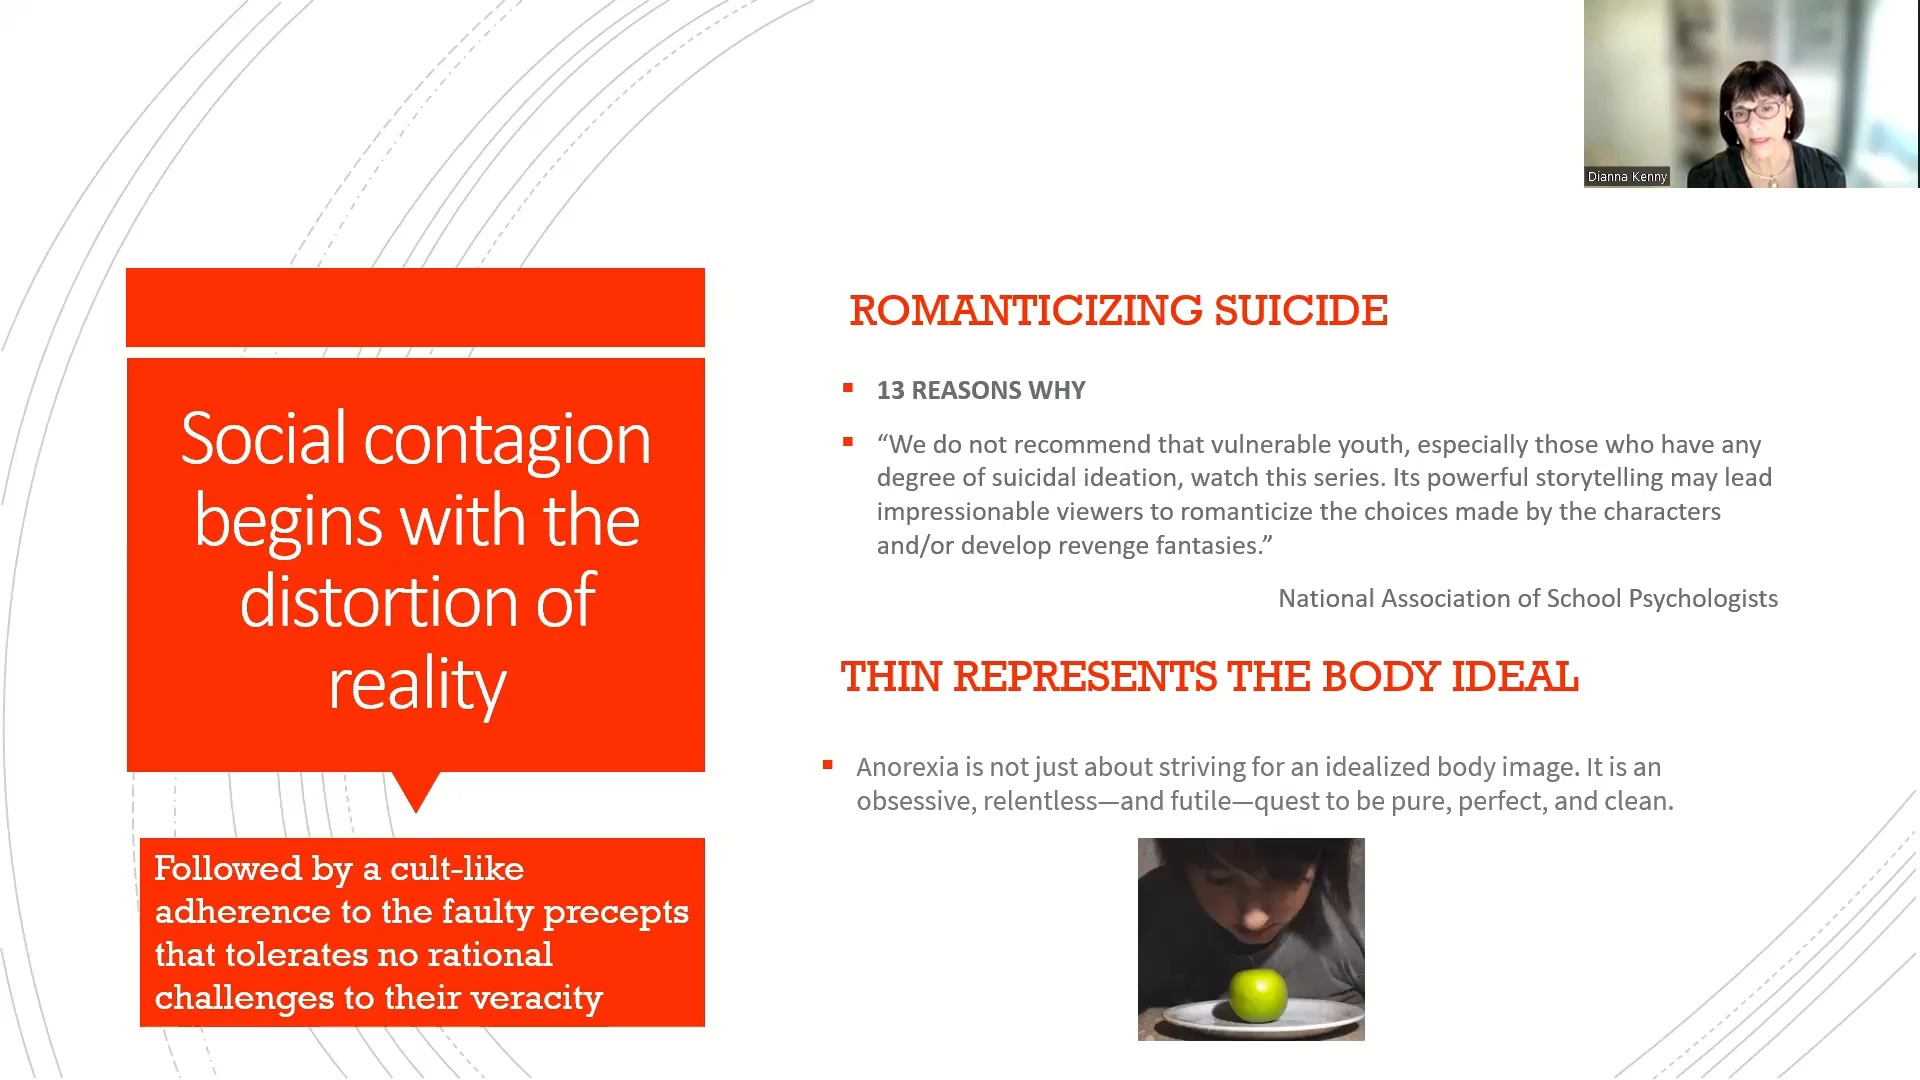 Dianna Kenny
Social contagion
begins with the
distortion of
reality
Followed by a cult-like
adherence to the faulty precepts
that tolerates no rational
challenges to their veracity
ROMANTICIZING SUICIDE
13 REASONS WHY
“We do not recommend that vulnerable youth, especially those who have any
degree of suicidal ideation, watch this series. Its powerful storytelling may lead
impressionable viewers to romanticize the choices made by the characters
and/or develop revenge fantasies.”
National Association of School Psychologists
THIN REPRESENTS THE BODY IDEAL
Anorexia is not just about striving for an idealized body image. It is an
obsessive, relentless—and futile—quest to be pure, perfect, and clean.